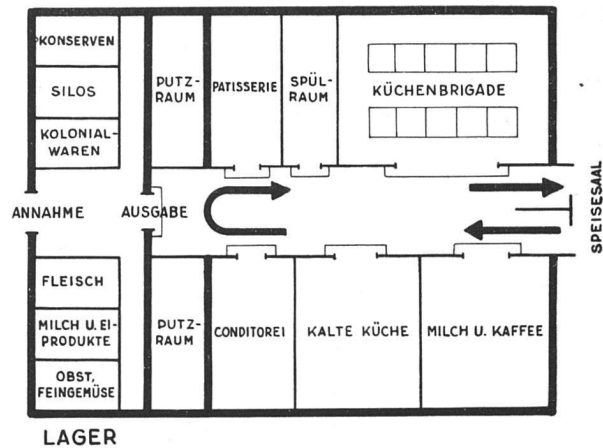 KONSERVEN
SILOS
KOLONIAL-
WAREN
PUTZ-
RAUM
PATISSERIE
SPÜL-
RAUM
KÜCHENBRIGADE
ANNAHME
AUSGABE
SPEISESAAL
FLEISCH
MILCH U. EI-
PRODUKTE
OBST,
FEINGEMÜSE
PUTZ-
RAUM
CONDITOREI
KALTE KÜCHE
MILCH U. KAFFEE
LAGER